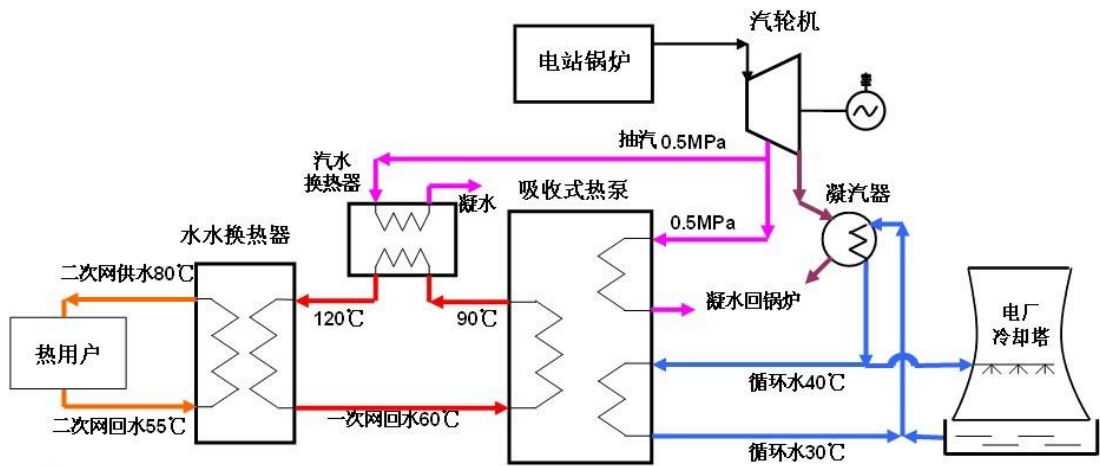 汽轮机
电站锅炉
抽汽 0.5MPa
汽水
换热器
凝水
吸收式热泵
凝汽器
0.5MPa
水水换热器
二次网供水80℃
凝水回锅炉
电厂
冷却塔
120℃
90℃
热用户
循环水40℃
二次网回水55℃
一次网回水60℃
循环水30℃